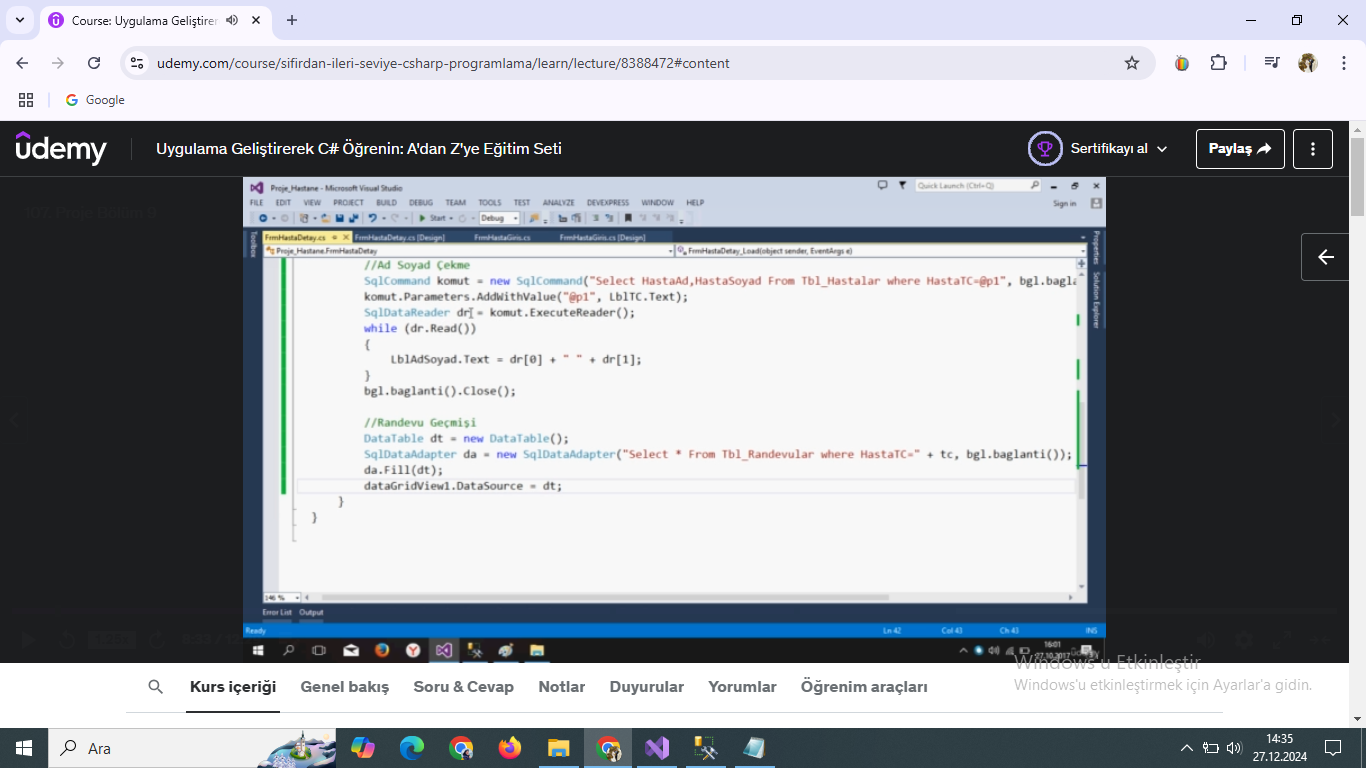 Course: Uygulama Geliştiren
udemy.com/course/sifirdan-ileri-seviye-csharp-programlama/learn/lecture/8388472#content
Google
udemy
Uygulama Geliştirerek C# Öğrenin: A'dan Z'ye Eğitim Seti
Sertifikayı al
Paylaş
Proje_Hastane - Microsoft Visual Studio
Quick Launch (Ctrl+Q)
FILE EDIT VIEW PROJECT BUILD DEBUG TEAM TOOLS TEST ANALYZE DEVEXPRESS WINDOW HELP
Sign in
Start
Debug
Toolbox
FrmHastaDetay.cs
FrmHastaDetay.cs [Design]
FrmHastaGiris.cs
FrmHastaGiris.cs [Design]
Properties
Solution Explorer
Proje_Hastane.FrmHastaDetay
FrmHastaDetay_Load(object sender, EventArgs e)
//Ad Soyad Çekme
SqlCommand komut = new SqlCommand("Select HastaAd,HastaSoyad From Tbl_Hastalar where HastaTC=@p1", bgl.bagla
komut.Parameters.AddWithValue("@p1", LblTC.Text);
SqlDataReader dr = komut.ExecuteReader();
while (dr.Read())
{
LblAdSoyad.Text = dr[0] + " " + dr[1];
}
bgl.baglanti().Close();
//Randevu Geçmişi
DataTable dt = new DataTable();
SqlDataAdapter da = new SqlDataAdapter("Select * From Tbl_Randevular where HastaTC=" + tc, bgl.baglanti());
da.Fill(dt);
dataGridView1.DataSource = dt;
}
}
146 %
Error List Output
Ready
Ln 42 Col 43 Ch 43 INS
16:01
27.10.2017
Windows'u Etkinleştir
Windows'u etkinleştirmek için Ayarlar'a gidin.
Kurs içeriği Genel bakış Soru & Cevap Notlar Duyurular Yorumlar Öğrenim araçları
Ara
14:35
27.12.2024